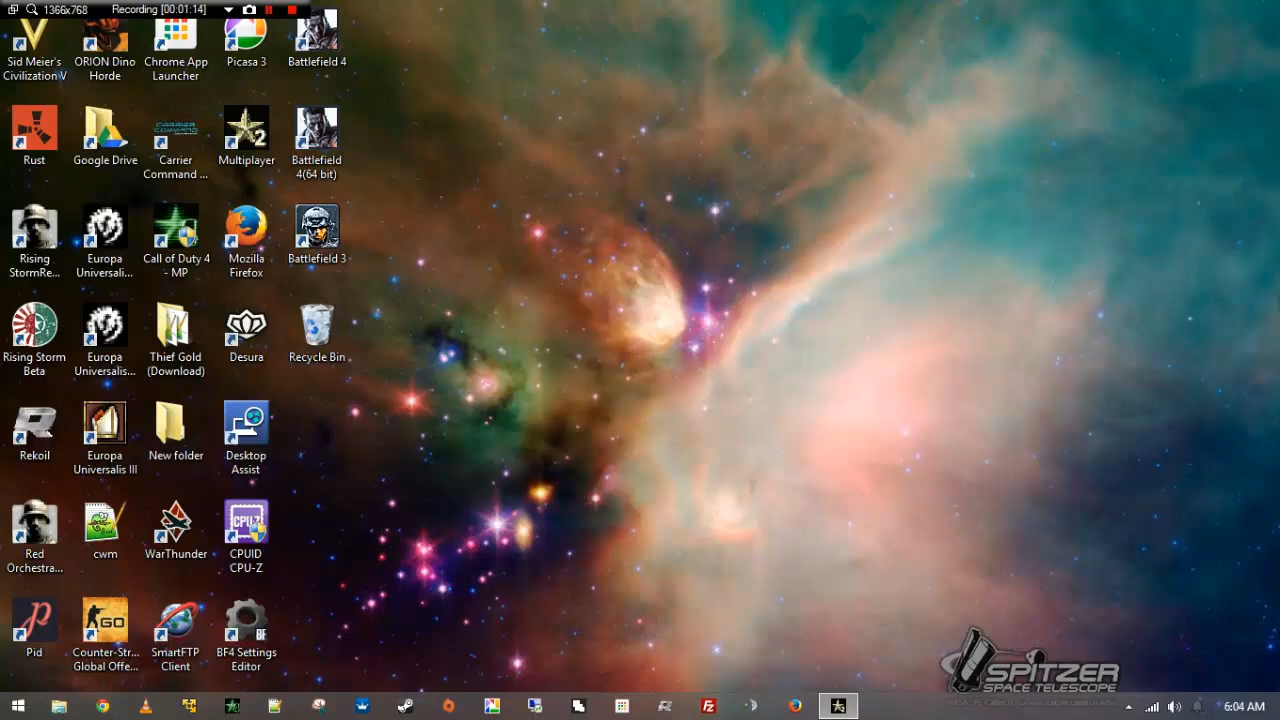 1366x768 Recording [00:01:14]
Sid Meier's Civilization V
ORION Dino Horde
Chrome App Launcher
Picasa 3
Battlefield 4
Rust
Google Drive
Carrier Command ...
2
Multiplayer
Battlefield 4(64 bit)
Rising StormRe...
Europa Universali...
Call of Duty 4 - MP
Mozilla Firefox
Battlefield 3
Rising Storm Beta
Europa Universalis...
Thief Gold (Download)
Desura
Recycle Bin
Rekoil
Europa Universalis III
New folder
Desktop Assist
Red Orchestra...
cwm
WarThunder
CPU-Z
CPUID CPU-Z
Pid
GO
Counter-Str... Global Offe...
SmartFTP Client
BF
BF4 Settings Editor
SPITZER
SPACE TELESCOPE
6:04 AM